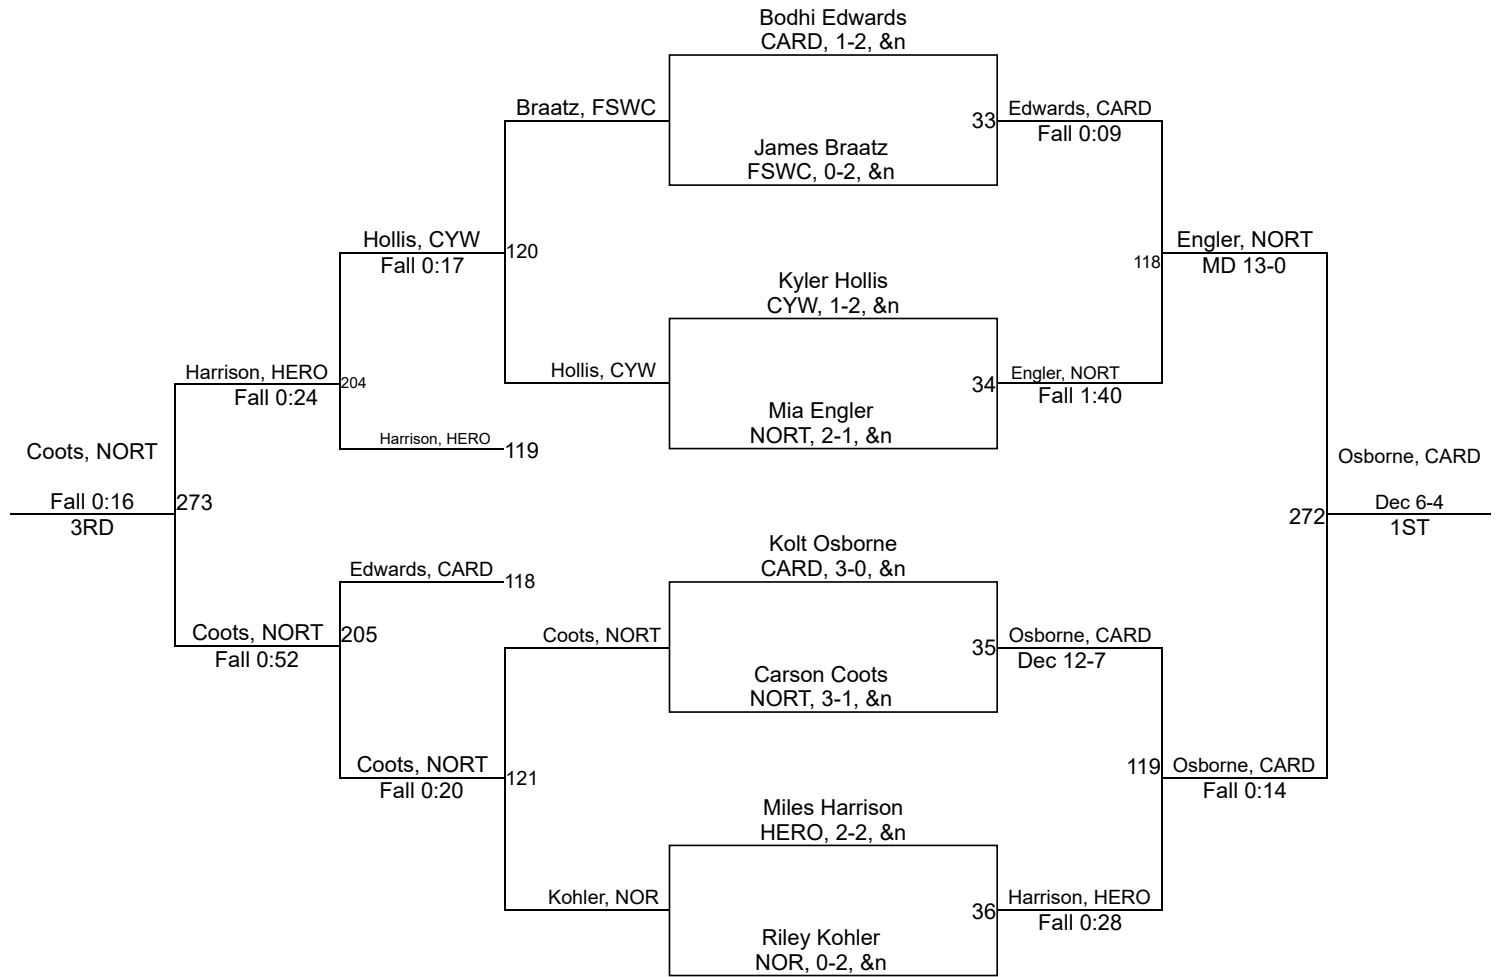 Bodhi Edwards
CARD, 1-2, &n
Braatz, FSWC
33
Edwards, CARD
Fall 0:09
James Braatz
FSWC, 0-2, &n
Hollis, CYW
Fall 0:17
120
Engler, NORT
MD 13-0
118
Kyler Hollis
CYW, 1-2, &n
Harrison, HERO
Fall 0:24
204
Hollis, CYW
34
Engler, NORT
Fall 1:40
Mia Engler
NORT, 2-1, &n
Harrison, HERO
119
Coots, NORT
Fall 0:16
3RD
273
Osborne, CARD
Dec 6-4
1ST
272
Kolt Osborne
CARD, 3-0, &n
Edwards, CARD
118
Coots, NORT
Fall 0:52
205
Coots, NORT
35
Osborne, CARD
Dec 12-7
Carson Coots
NORT, 3-1, &n
Coots, NORT
Fall 0:20
121
119
Osborne, CARD
Fall 0:14
Miles Harrison
HERO, 2-2, &n
Kohler, NOR
36
Harrison, HERO
Fall 0:28
Riley Kohler
NOR, 0-2, &n